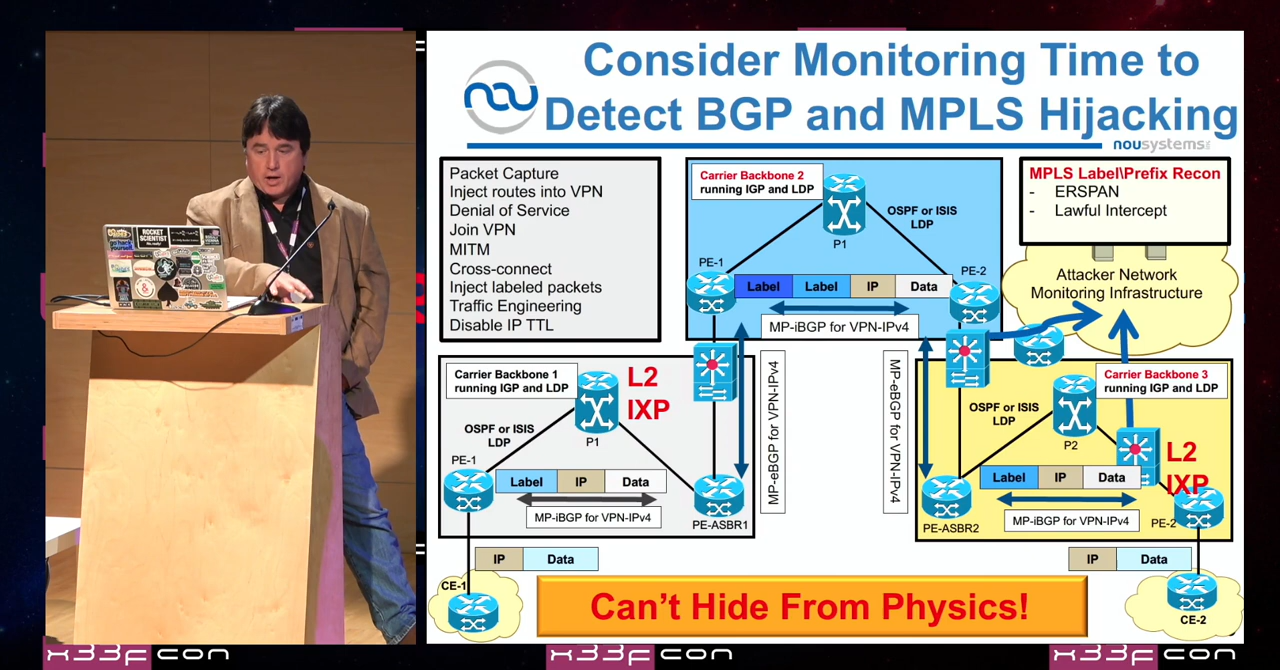 Consider Monitoring Time to
Detect BGP and MPLS Hijacking
nou
nousystems
Packet Capture
Inject routes into VPN
Denial of Service
Join VPN
MITM
Cross-connect
Inject labeled packets
Traffic Engineering
Disable IP TTL
Carrier Backbone 2
running IGP and LDP
P1
OSPF or ISIS
LDP
PE-1
PE-2
Label Label IP Data
MP-iBGP for VPN-IPv4
MPLS Label\Prefix Recon
- ERSPAN
- Lawful Intercept
Attacker Network
Monitoring Infrastructure
Carrier Backbone 1
running IGP and LDP
L2
IXP
OSPF or ISIS
LDP
P1
PE-1
Label IP Data
MP-iBGP for VPN-IPv4
PE-ASBR1
MP-eBGP for VPN-IPv4
MP-eBGP for VPN-IPv4
Carrier Backbone 3
running IGP and LDP
OSPF or ISIS
LDP
P2
L2
IXP
Label IP Data
MP-iBGP for VPN-IPv4
PE-ASBR2
PE-2
IP Data
IP Data
CE-1
CE-2
Can't Hide From Physics!
ROCKET
SCIENTIST
x33fcon
x33fcon
x33fcon